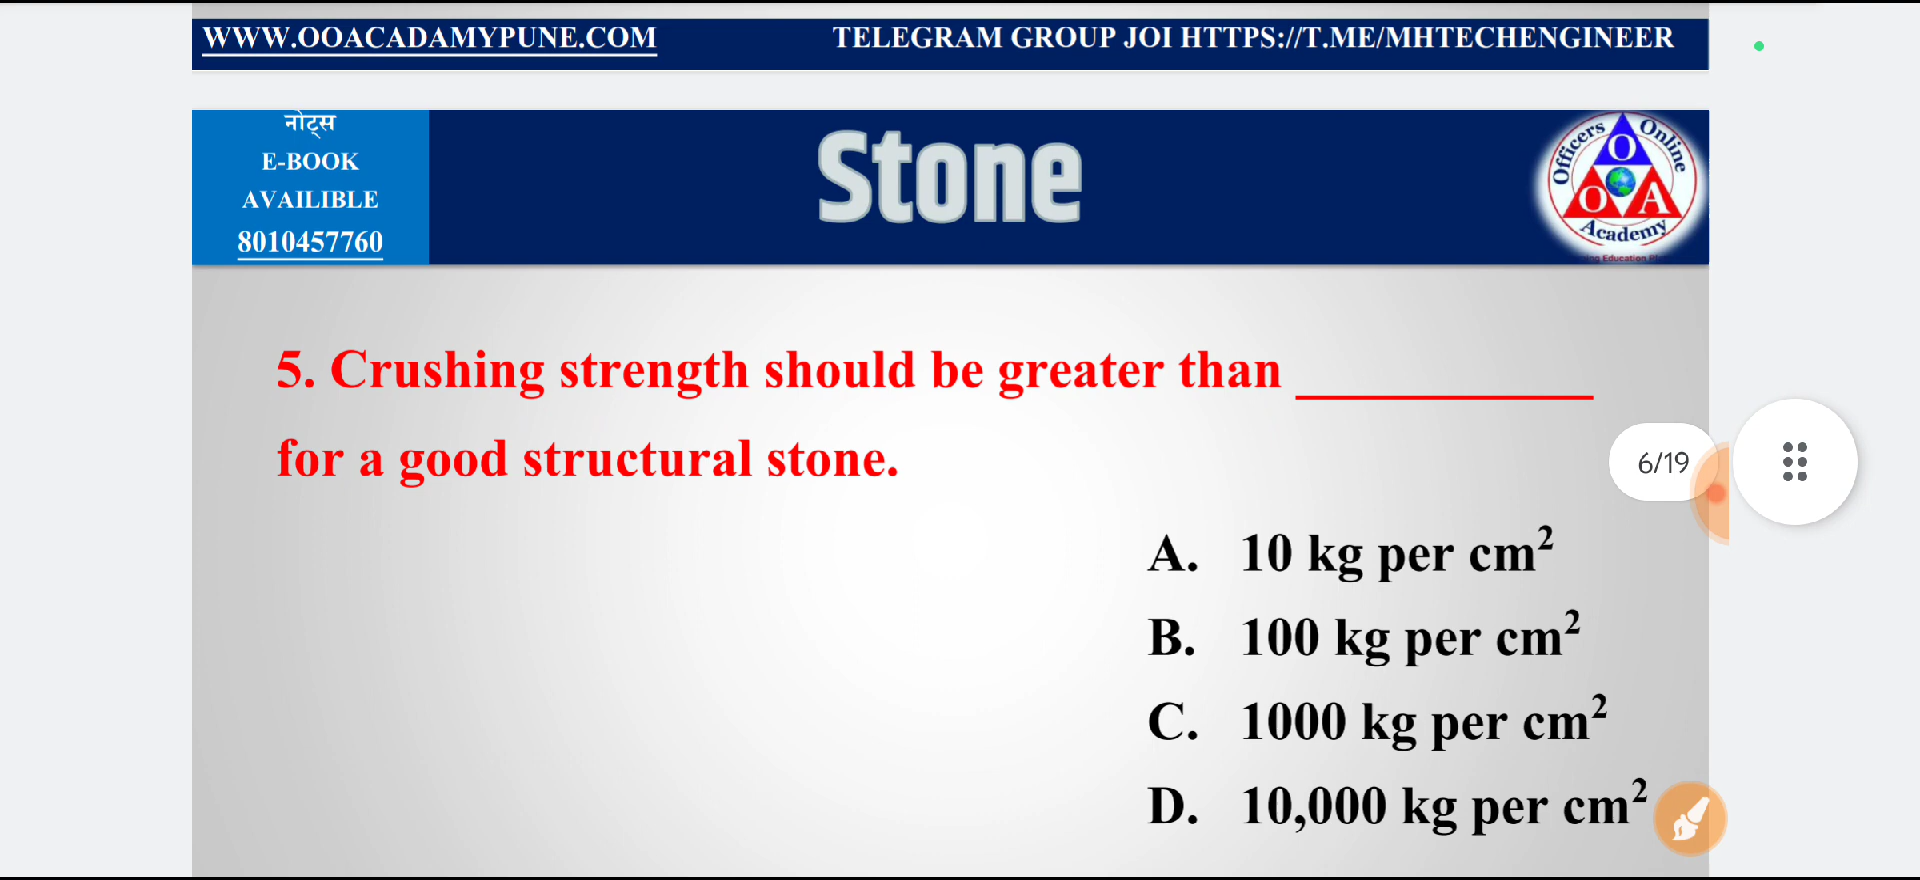 WWW.OOACADAMYPUNE.COM
TELEGRAM GROUP JOI HTTPS://T.ME/MHTECHENGINEER
नोट्स
E-BOOK
AVAILIBLE
8010457760
Stone
Officers Online
O
O A
Academy
5. Crushing strength should be greater than ___________
for a good structural stone.
6/19
A. 10 kg per cm²
B. 100 kg per cm²
C. 1000 kg per cm²
D. 10,000 kg per cm²